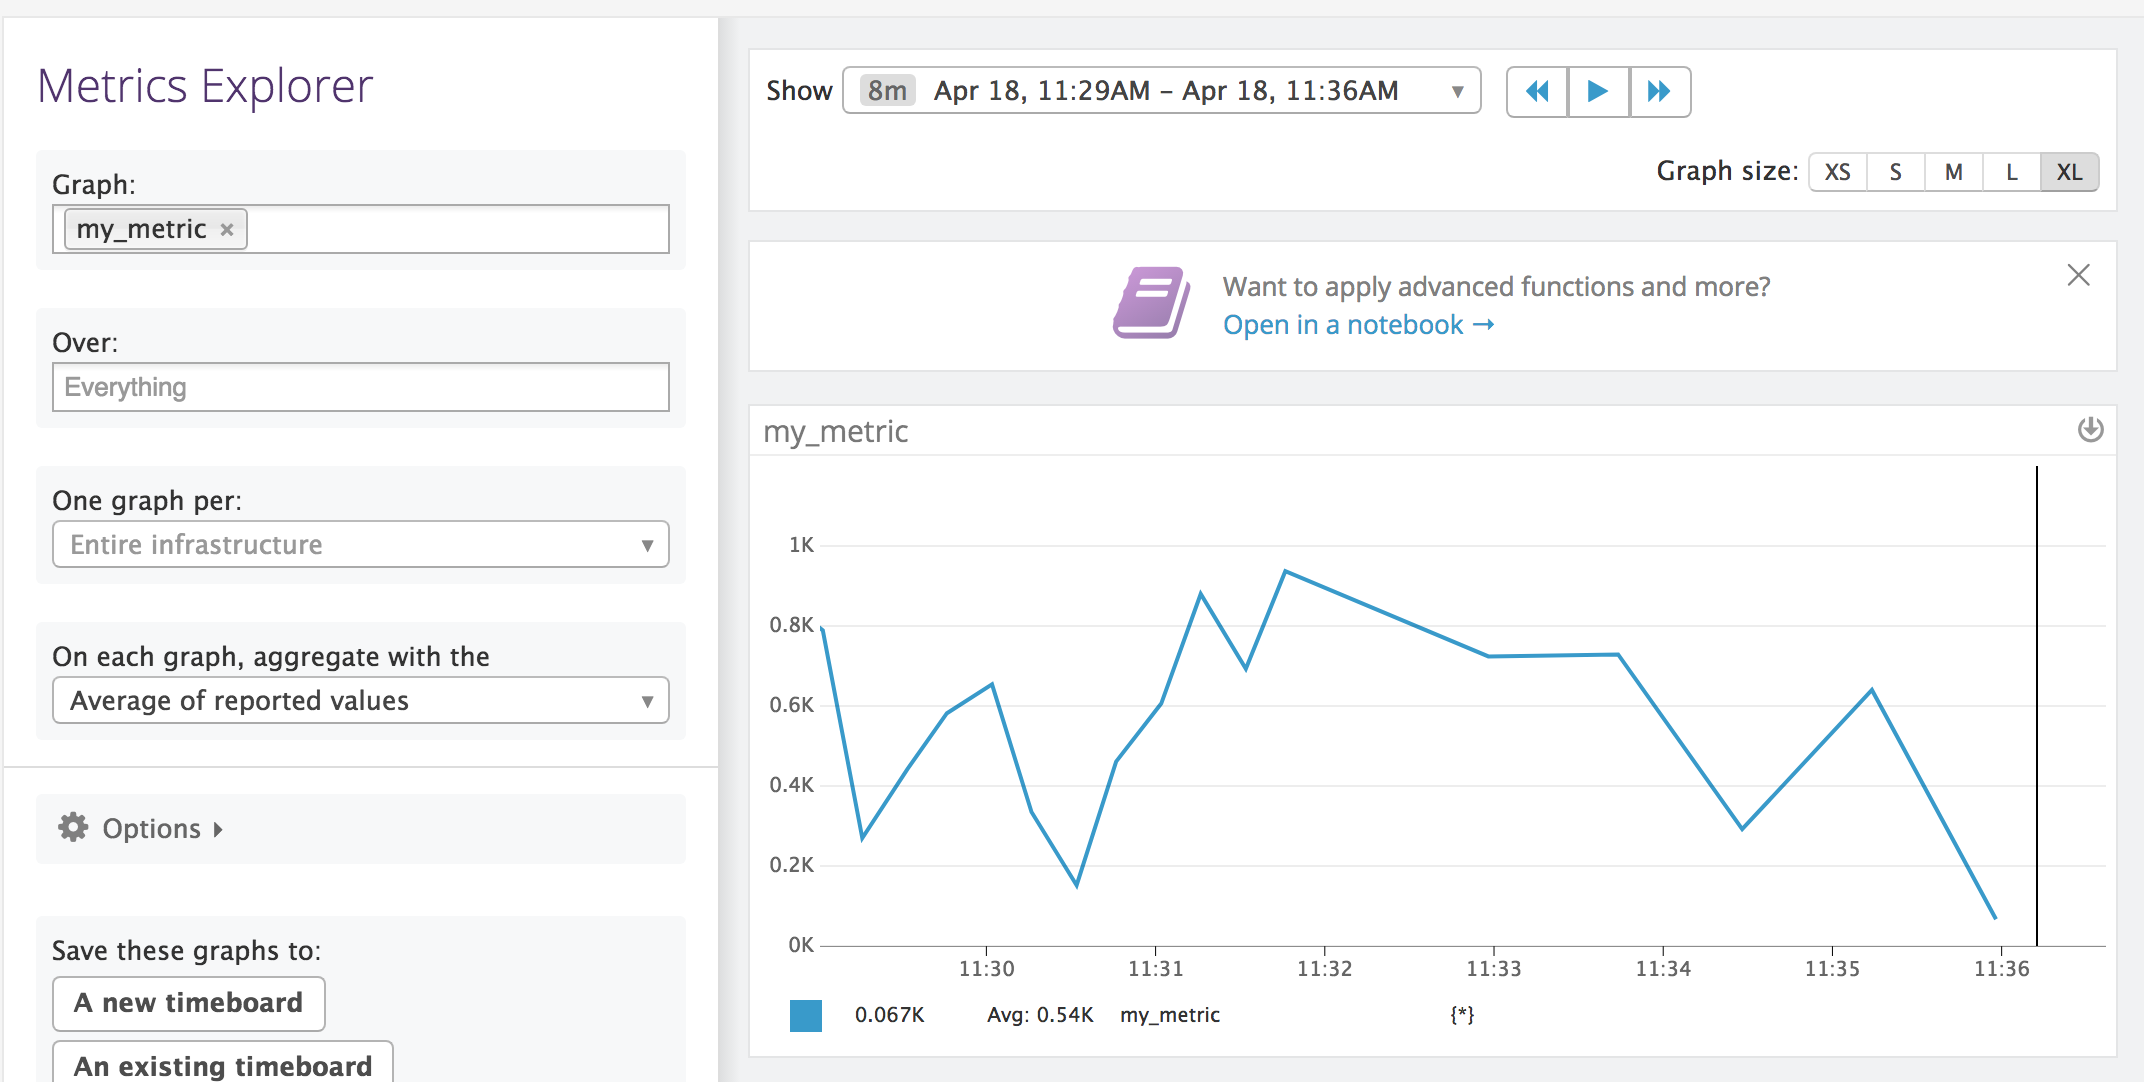 Metrics Explorer
Graph:
my_metric ×
Over:
Everything
One graph per:
Entire infrastructure
On each graph, aggregate with the
Average of reported values
Options
Save these graphs to:
A new timeboard
An existing timeboard
Show 8m Apr 18, 11:29AM – Apr 18, 11:36AM
Graph size: XS S M L XL
Want to apply advanced functions and more?
Open in a notebook →
my_metric
1K
0.8K
0.6K
0.4K
0.2K
0K
11:30 11:31 11:32 11:33 11:34 11:35 11:36
0.067K Avg: 0.54K my_metric {*}